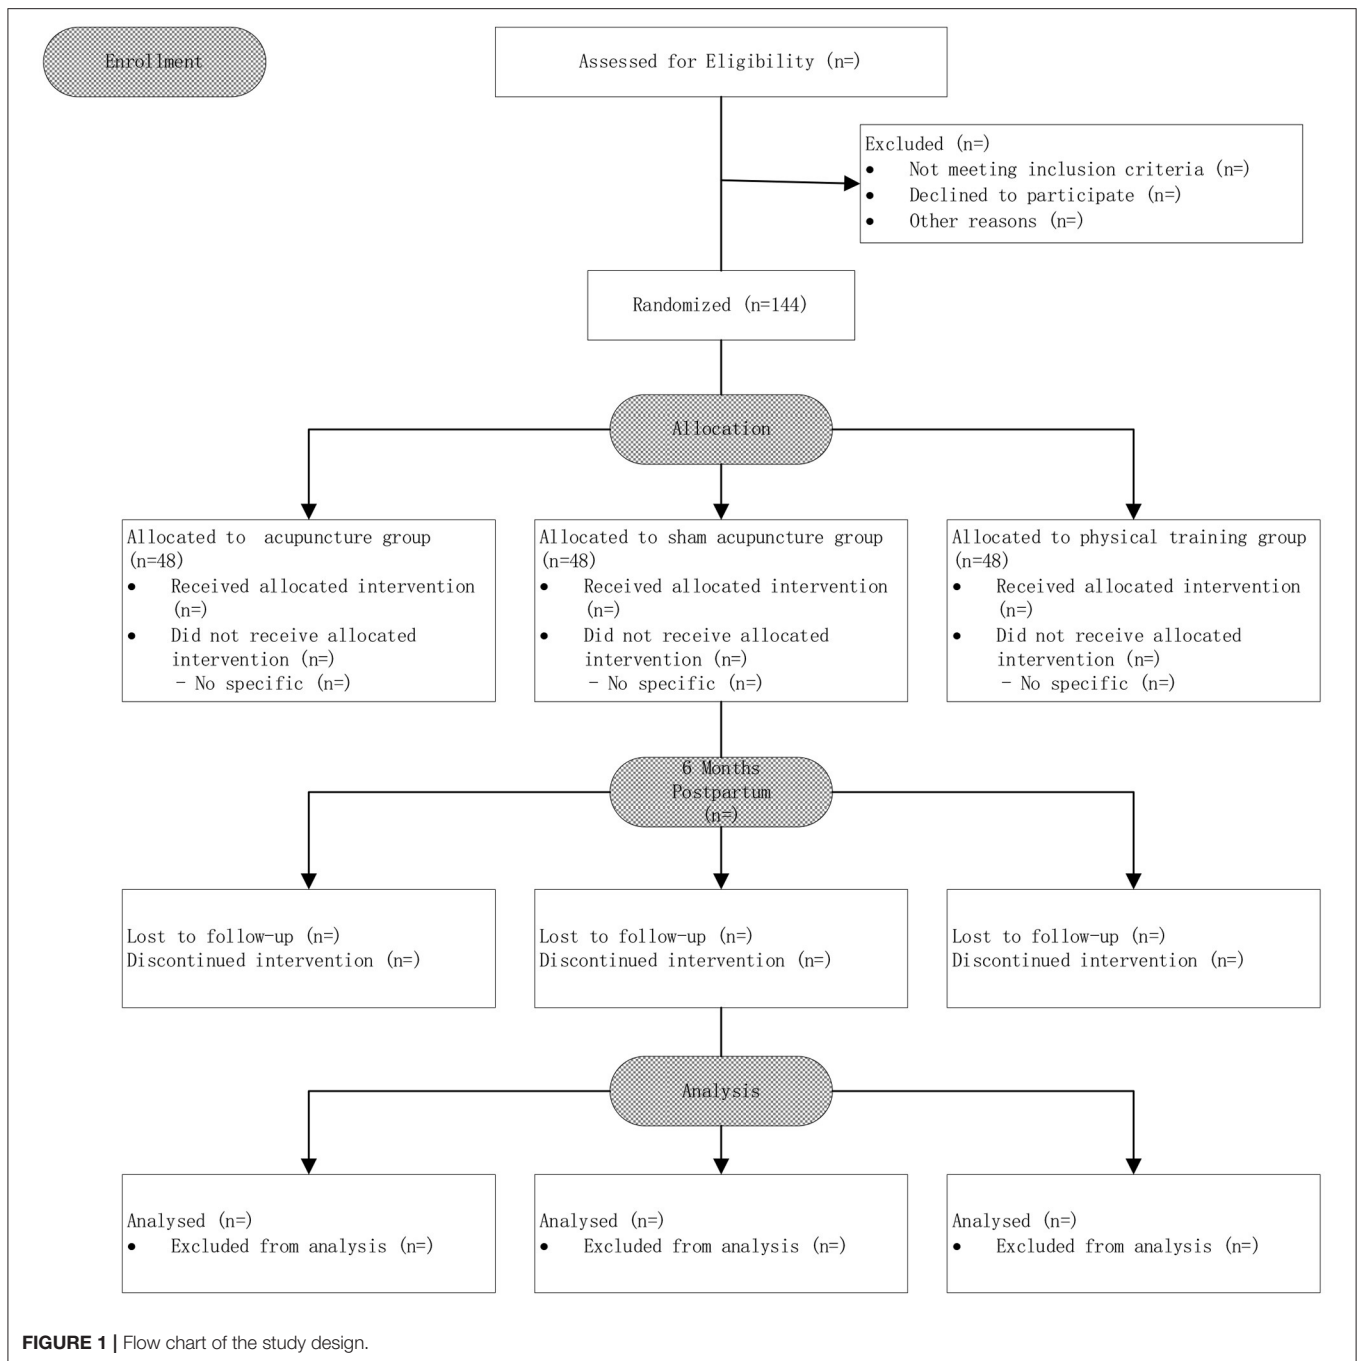 Enrollment
Assessed for Eligibility (n=)
Excluded (n=)
• Not meeting inclusion criteria (n=)
• Declined to participate (n=)
• Other reasons (n=)
Randomized (n=144)
Allocation
Allocated to acupuncture group
(n=48)
• Received allocated intervention
(n=)
• Did not receive allocated
intervention (n=)
- No specific (n=)
Allocated to sham acupuncture group
(n=48)
• Received allocated intervention
(n=)
• Did not receive allocated
intervention (n=)
- No specific (n=)
Allocated to physical training group
(n=48)
• Received allocated intervention
(n=)
• Did not receive allocated
intervention (n=)
- No specific (n=)
6 Months
Postpartum
(n=)
Lost to follow-up (n=)
Discontinued intervention (n=)
Lost to follow-up (n=)
Discontinued intervention (n=)
Lost to follow-up (n=)
Discontinued intervention (n=)
Analysis
Analysed (n=)
• Excluded from analysis (n=)
Analysed (n=)
• Excluded from analysis (n=)
Analysed (n=)
• Excluded from analysis (n=)
FIGURE 1 | Flow chart of the study design.